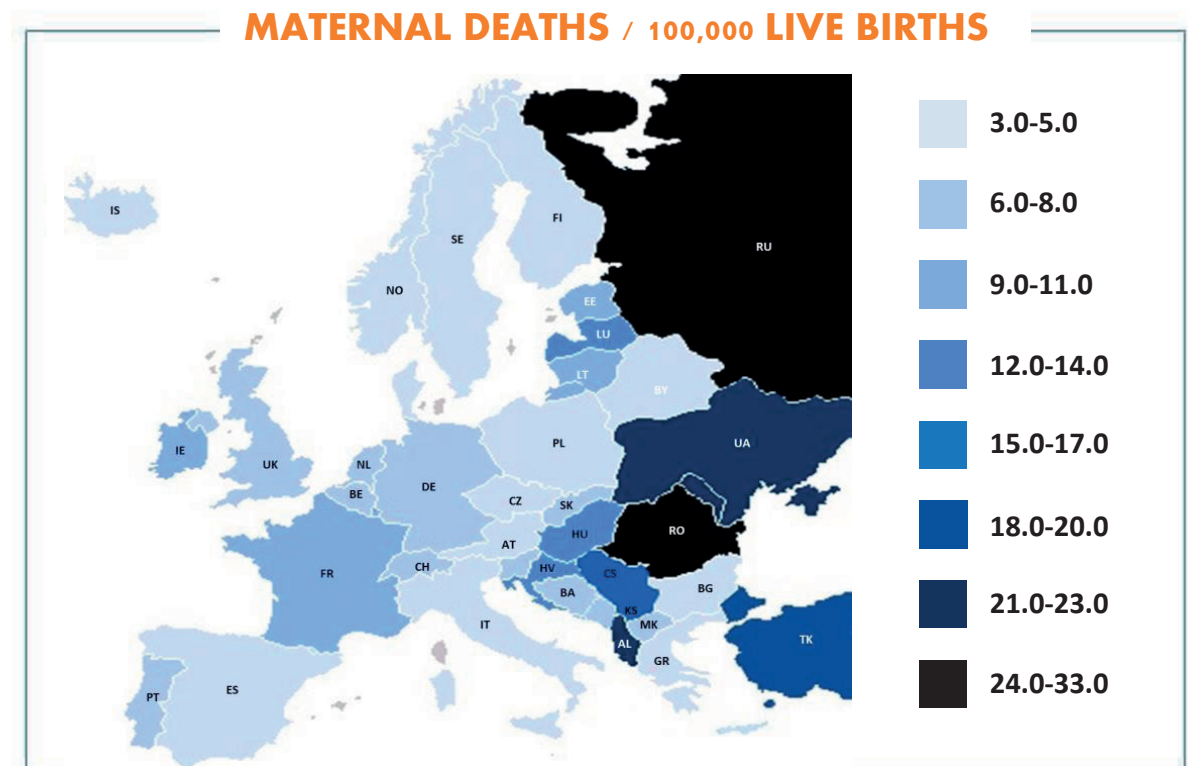 MATERNAL DEATHS / 100,000 LIVE BIRTHS
IS
FI
SE
RU
NO
EE
LU
LT
BY
PL
UA
IE
UK
NL
DE
BE
CZ
SK
RO
HU
AT
CH
HV
FR
CS
BG
BA
KS
IT
MK
TK
AL
GR
PT
ES
3.0-5.0
6.0-8.0
9.0-11.0
12.0-14.0
15.0-17.0
18.0-20.0
21.0-23.0
24.0-33.0